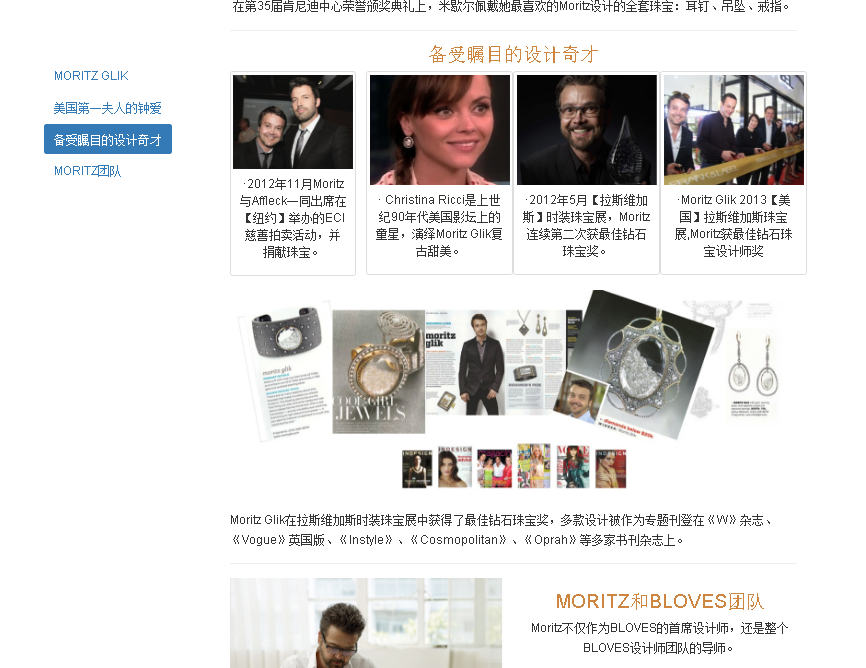 在第35届肯尼迪中心荣誉颁奖典礼上，米歇尔佩戴她最喜欢的Moritz设计的全套珠宝：耳钉、吊坠、戒指。
MORITZ GLIK
美国第一夫人的钟爱
备受瞩目的设计奇才
MORITZ团队
备受瞩目的设计奇才
·2012年11月Moritz
与Affleck一同出席在
【纽约】举办的ECI
慈善拍卖活动，并
捐献珠宝。
· Christina Ricci是上世
纪90年代美国影坛上的
童星，演绎Moritz Glik复
古甜美。
·2012年5月【拉斯维加
斯】时装珠宝展，Moritz
连续第二次获最佳钻石
珠宝奖。
·Moritz Glik 2013【美
国】拉斯维加斯珠宝
展,Moritz获最佳钻石珠
宝设计师奖
moritz glik
COOL GIRL
JEWELS
moritz
glik
INDESIGN
INDESIGN
VOGUE
INDESIGN
Moritz Glik在拉斯维加斯时装珠宝展中获得了最佳钻石珠宝奖，多款设计被作为专题刊登在《W》杂志、
《Vogue》英国版、《Instyle》、《Cosmopolitan》、《Oprah》等多家书刊杂志上。
MORITZ和BLOVES团队
Moritz不仅作为BLOVES的首席设计师，还是整个
BLOVES设计师团队的导师。